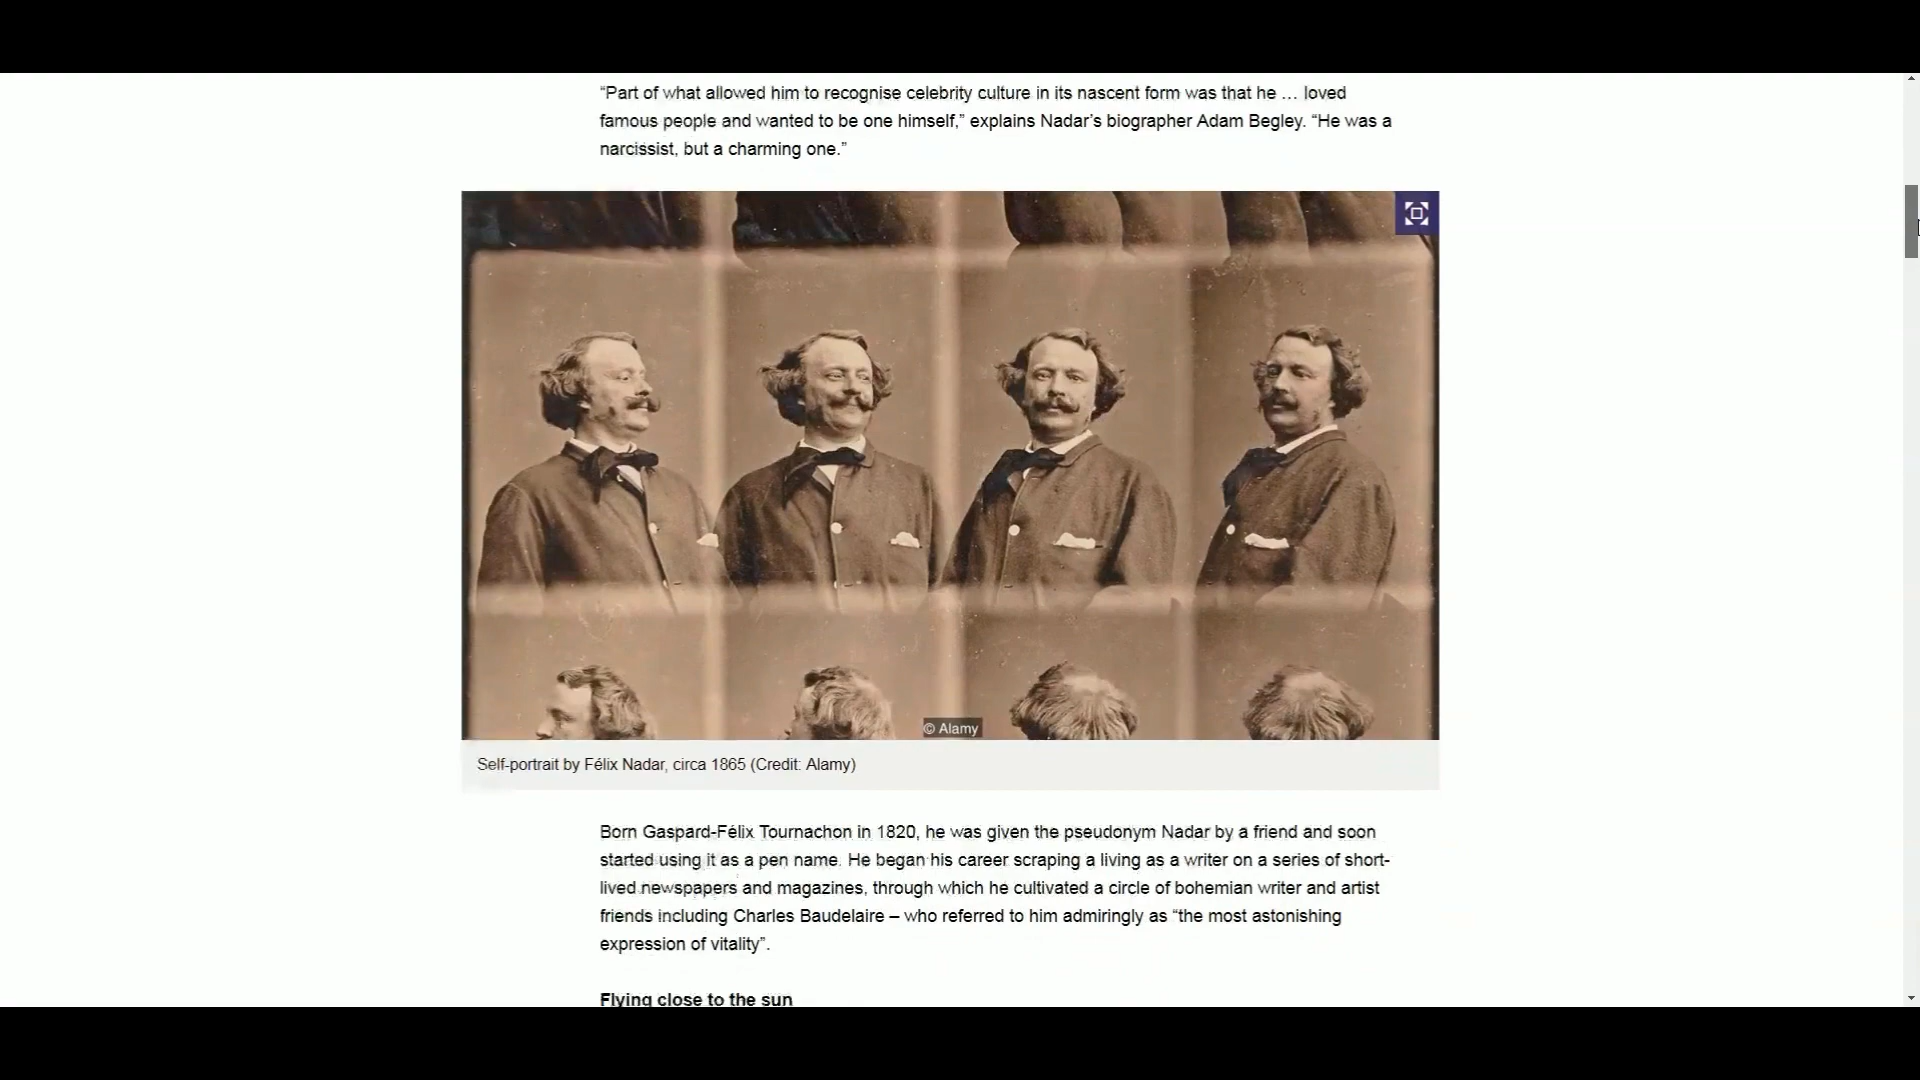 “Part of what allowed him to recognise celebrity culture in its nascent form was that he … loved
famous people and wanted to be one himself,” explains Nadar’s biographer Adam Begley. “He was a
narcissist, but a charming one.”
© Alamy
Self-portrait by Félix Nadar, circa 1865 (Credit: Alamy)
Born Gaspard-Félix Tournachon in 1820, he was given the pseudonym Nadar by a friend and soon
started using it as a pen name. He began his career scraping a living as a writer on a series of short-
lived newspapers and magazines, through which he cultivated a circle of bohemian writer and artist
friends including Charles Baudelaire – who referred to him admiringly as “the most astonishing
expression of vitality”.
Flying close to the sun